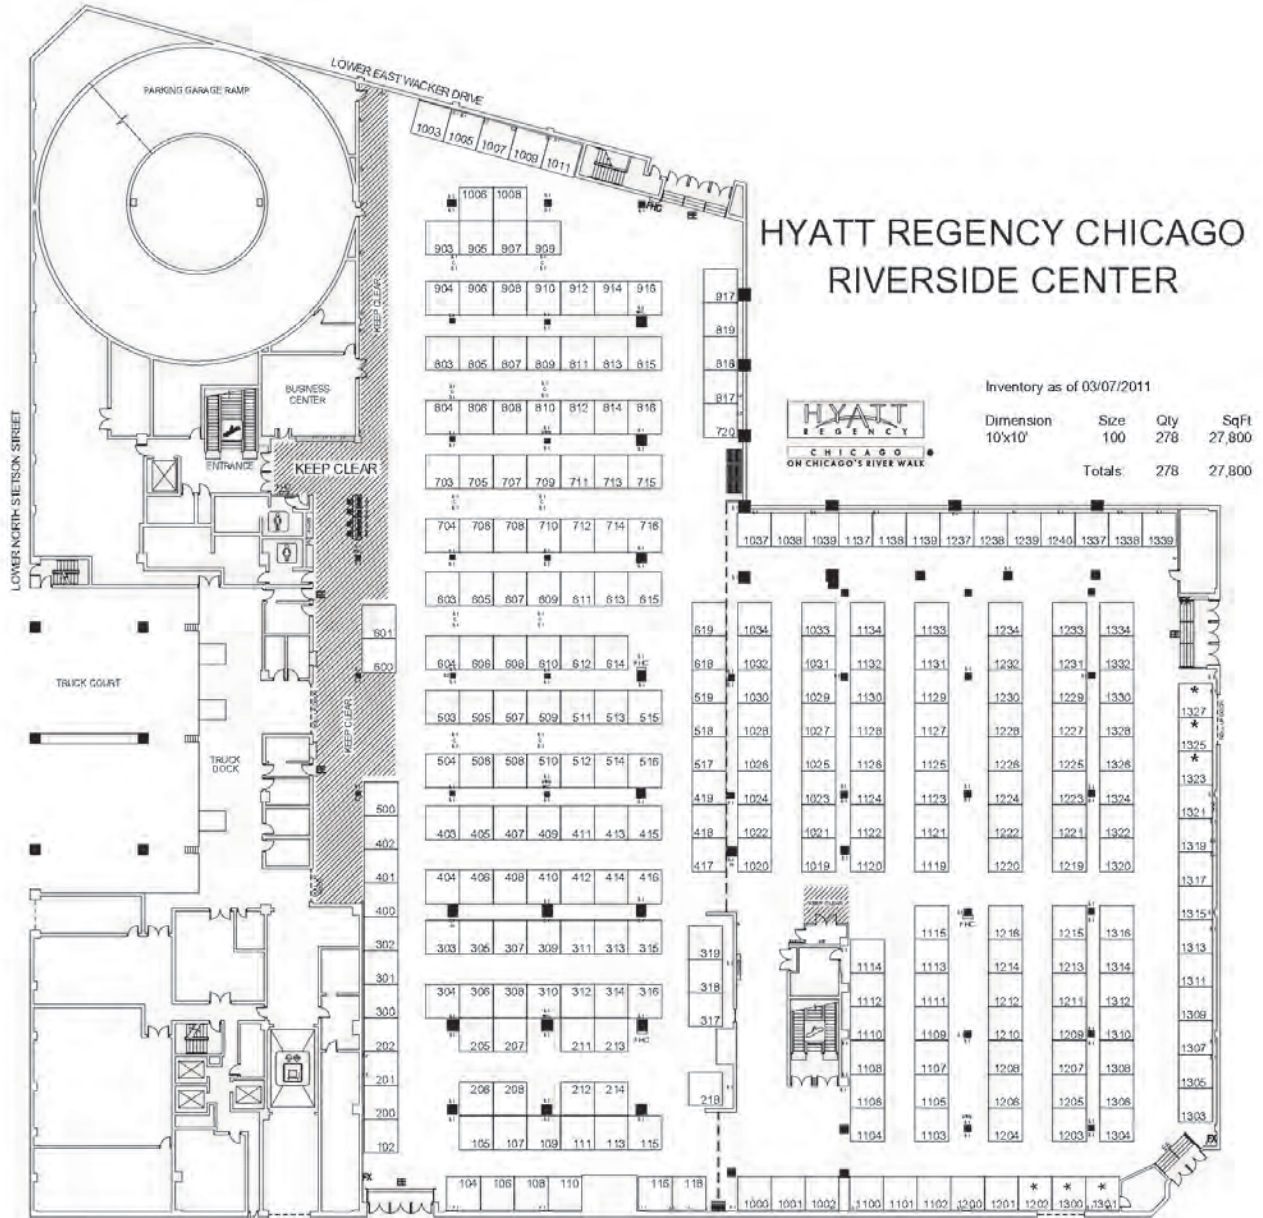 LOWER EAST WACKER DRIVE
PARKING GARAGE RAMP
1003 1005 1007 1009 1011
1006 1008
HYATT REGENCY CHICAGO
RIVERSIDE CENTER
903 905 907 909
KEEP CLEAR
904 906 908 910 912 914 916
917
819
818
817
720
803 805 807 809 811 813 815
BUSINESS
CENTER
Inventory as of 03/07/2011
Dimension Size Qty SqFt
10'x10' 100 278 27,800
Totals: 278 27,800
HYATT
REGENCY
CHICAGO
ON CHICAGO'S RIVER WALK
804 806 808 810 812 814 816
LOWER NORTH STETSON STREET
ENTRANCE
KEEP CLEAR
703 705 707 709 711 713 715
704 706 708 710 712 714 716
1037 1038 1039 1137 1138 1139 1237 1238 1239 1240 1337 1338 1339
603 605 607 609 611 613 615
601
600
619 1034 1033 1134 1133 1234 1233 1334
604 606 608 610 612 614
FHC
618 1032 1031 1132 1131 1232 1231 1332
TRUCK COURT
519 1030 1029 1130 1129 1230 1229 1330
503 505 507 509 511 513 515
KEEP CLEAR
518 1028 1027 1128 1127 1228 1227 1328
* 1327
* 1325
* 1323
1321
1319
1317
1315
1313
1311
1309
1307
1305
1303
TRUCK
DOCK
504 506 508 510 512 514 516
517 1026 1025 1126 1125 1226 1225 1326
419 1024 1023 1124 1123 1224 1223 1324
500
402
401
400
302
301
300
202
201
200
102
403 405 407 409 411 413 415
418 1022 1021 1122 1121 1222 1221 1322
417 1020 1019 1120 1119 1220 1219 1320
404 406 408 410 412 414 416
KEEP CLEAR
303 305 307 309 311 313 315
319
318
317
218
1115 1216 1215 1316
FHC
1114 1113 1214 1213 1314
304 306 308 310 312 314 316
1112 1111 1212 1211 1312
205 207 211 213
FHC
1110 1109 1210 1209 1310
1108 1107 1208 1207 1308
206 208 212 214
1106 1105 1206 1205 1306
105 107 109 111 113 115
1104 1103 1204 1203 1304
FX
EE
FX
104 106 108 110 116 118
1000 1001 1002 1100 1101 1102 1200 1201 * 1202 * 1300 * 1301